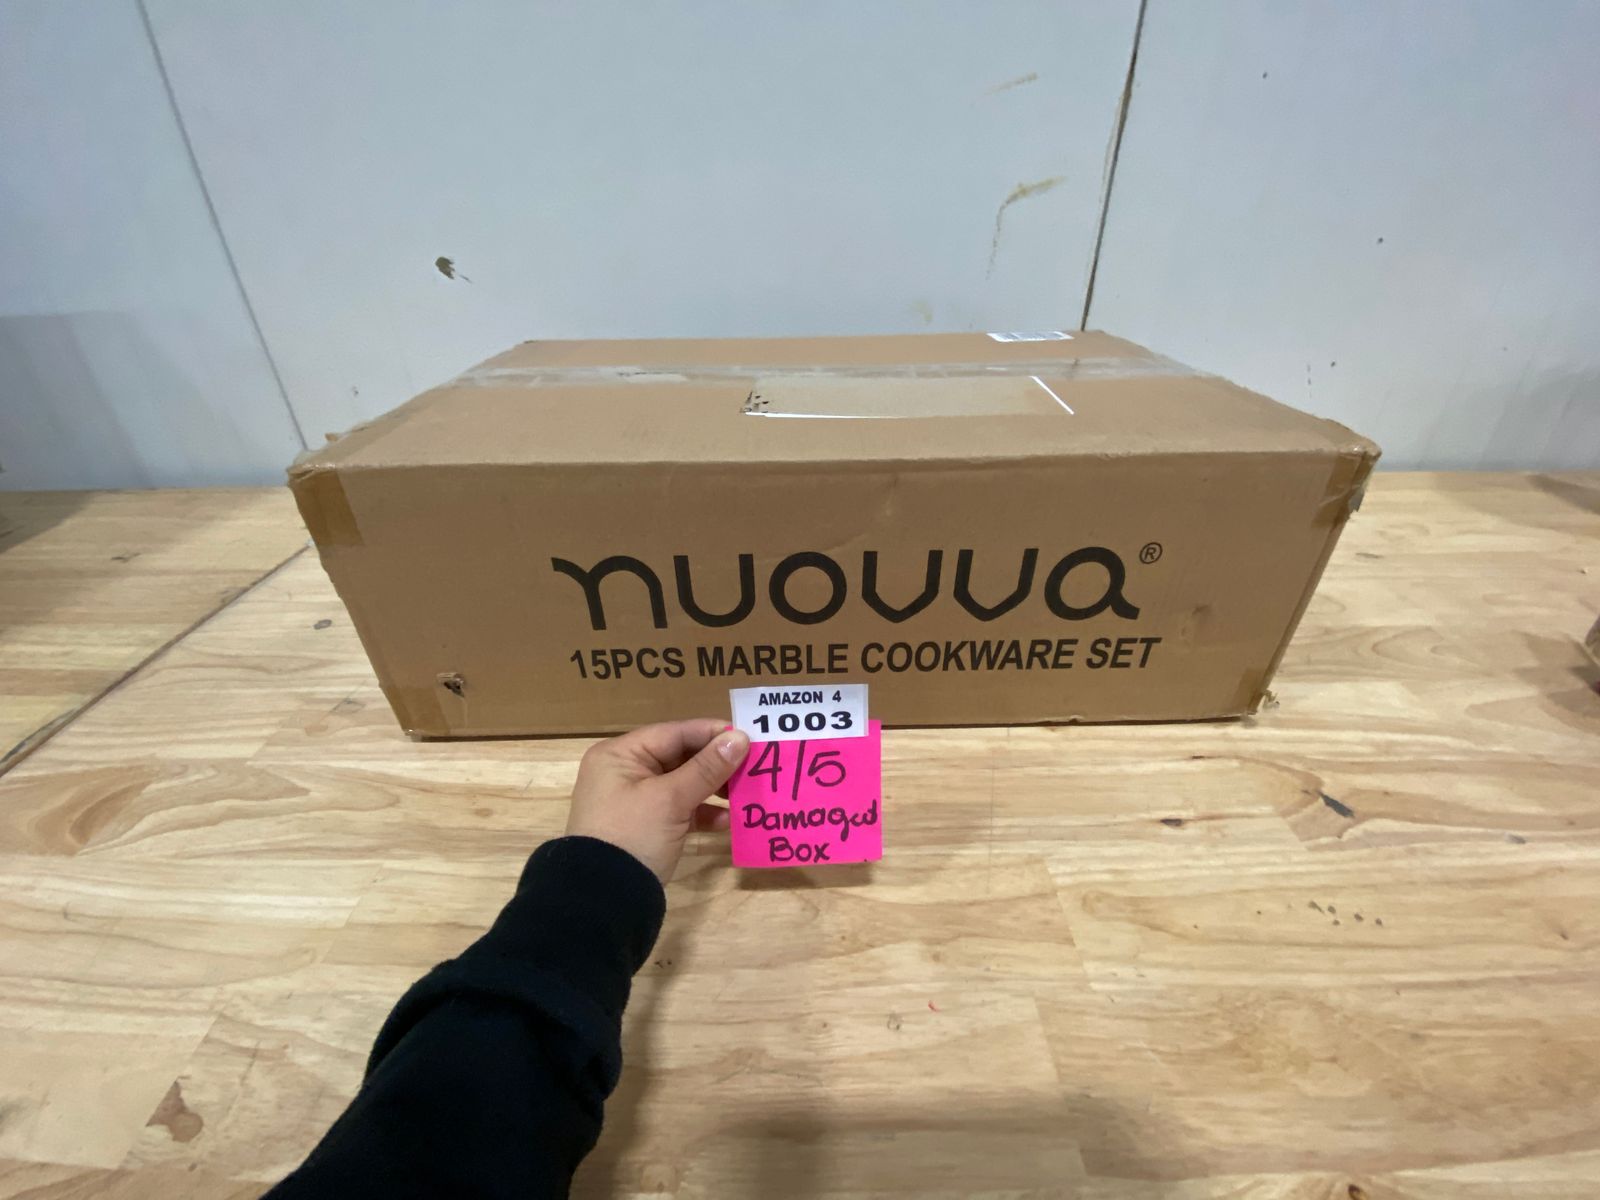 nuovva®
15PCS MARBLE COOKWARE SET
AMAZON 4
1003
4/5
Damaged
Box